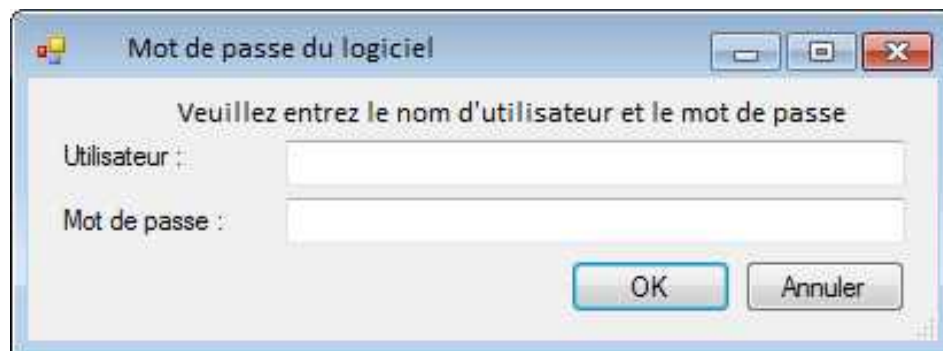 Mot de passe du logiciel
Veuillez entrez le nom d'utilisateur et le mot de passe
Utilisateur :
Mot de passe :
OK Annuler